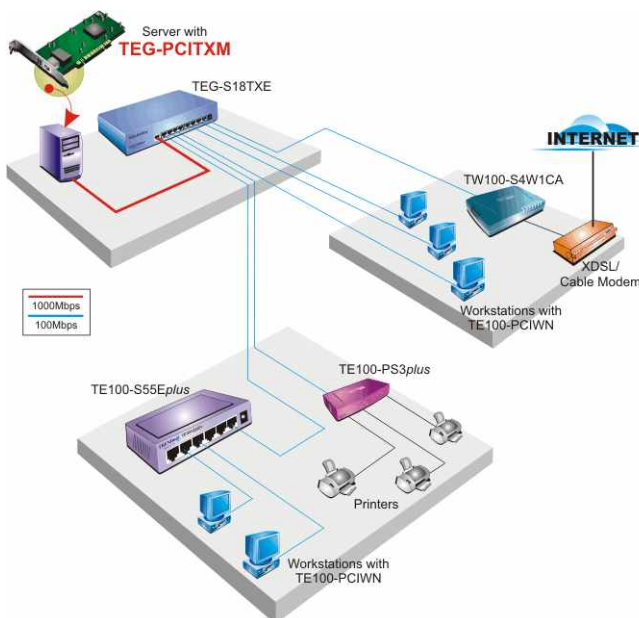 Server with
TEG-PCITXM
TEG-S18TXE
INTERNET
TW100-S4W1CA
XDSL/
Cable Modem
Workstations with
TE100-PCIWN
1000Mbps
100Mbps
TE100-S55Eplus
TE100-PS3plus
Printers
Workstations with
TE100-PCIWN